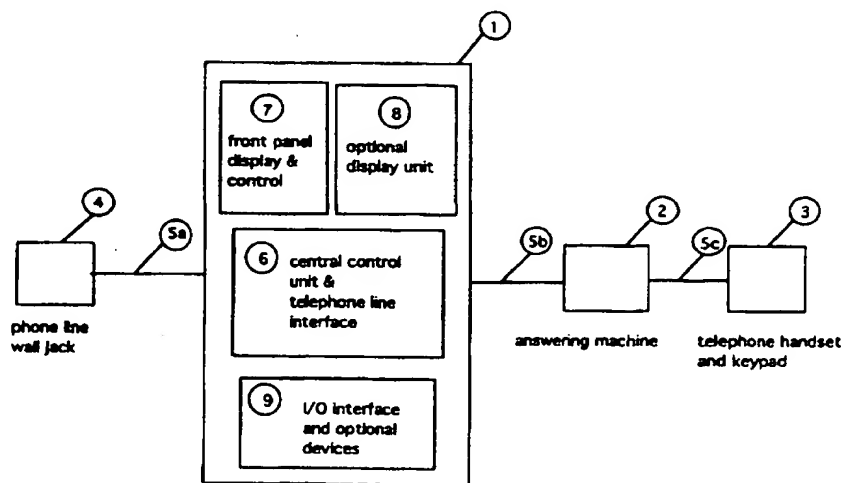 1
7
front panel
display &
control
8
optional
display unit
4
5a
phone line
wall jack
6
central control
unit &
telephone line
interface
5b
2
answering machine
5c
3
telephone handset
and keypad
9
I/O interface
and optional
devices